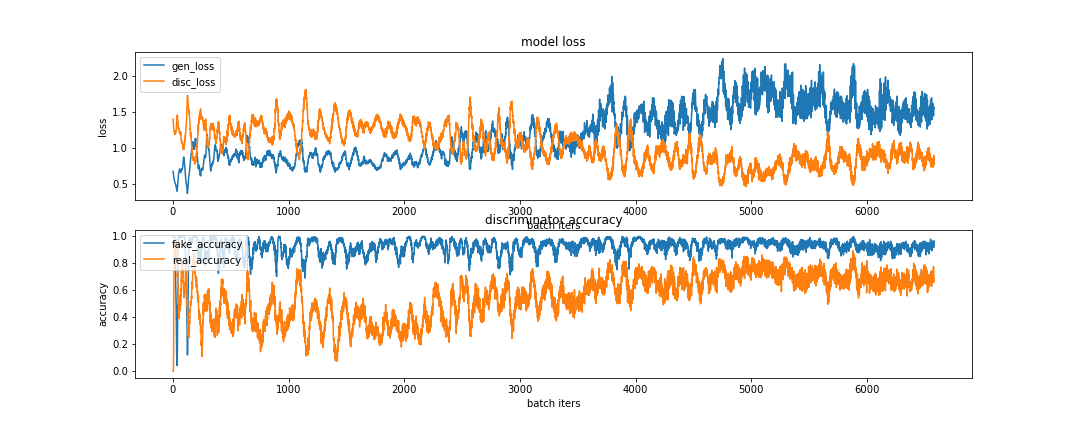 model loss
gen_loss
disc_loss
2.0
1.5
1.0
0.5
loss
0 1000 2000 3000 4000 5000 6000
batch iters
discriminator accuracy
fake_accuracy
real_accuracy
1.0
0.8
0.6
0.4
0.2
0.0
accuracy
0 1000 2000 3000 4000 5000 6000
batch iters